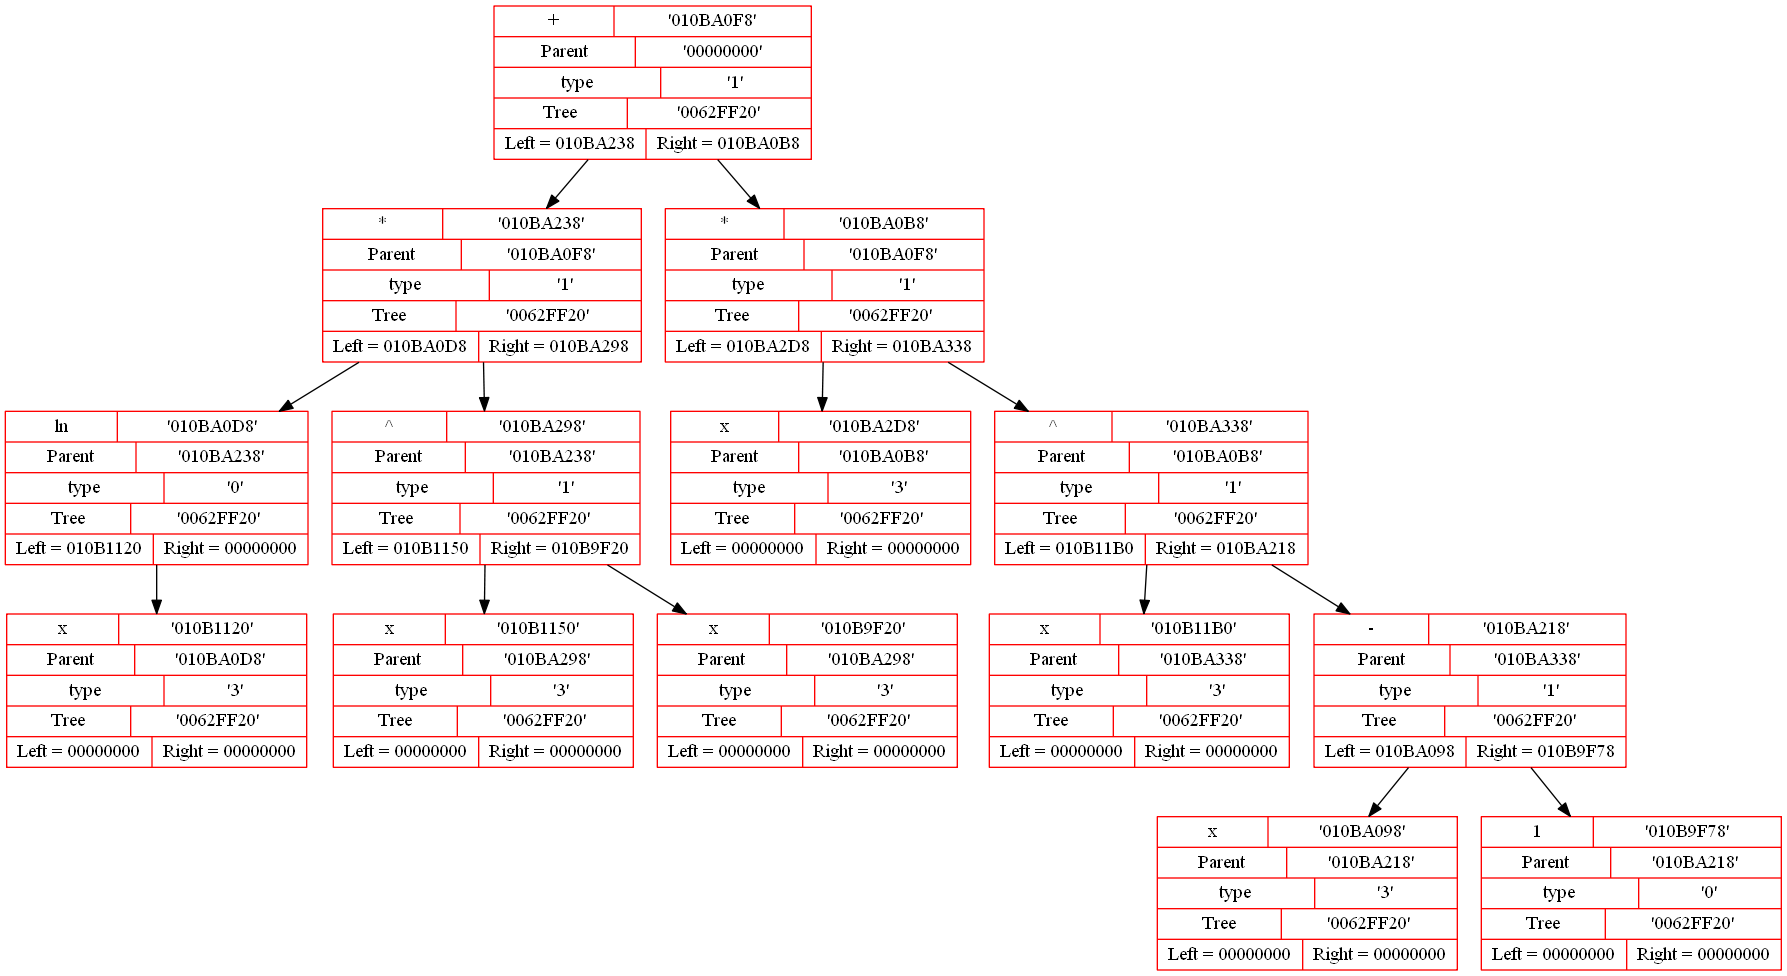 + '010BA0F8'
Parent '00000000'
type '1'
Tree '0062FF20'
Left = 010BA238 Right = 010BA0B8
* '010BA238'
Parent '010BA0F8'
type '1'
Tree '0062FF20'
Left = 010BA0D8 Right = 010BA298
* '010BA0B8'
Parent '010BA0F8'
type '1'
Tree '0062FF20'
Left = 010BA2D8 Right = 010BA338
ln '010BA0D8'
Parent '010BA238'
type '0'
Tree '0062FF20'
Left = 010B1120 Right = 00000000
^ '010BA298'
Parent '010BA238'
type '1'
Tree '0062FF20'
Left = 010B1150 Right = 010B9F20
x '010BA2D8'
Parent '010BA0B8'
type '3'
Tree '0062FF20'
Left = 00000000 Right = 00000000
^ '010BA338'
Parent '010BA0B8'
type '1'
Tree '0062FF20'
Left = 010B11B0 Right = 010BA218
x '010B1120'
Parent '010BA0D8'
type '3'
Tree '0062FF20'
Left = 00000000 Right = 00000000
x '010B1150'
Parent '010BA298'
type '3'
Tree '0062FF20'
Left = 00000000 Right = 00000000
x '010B9F20'
Parent '010BA298'
type '3'
Tree '0062FF20'
Left = 00000000 Right = 00000000
x '010B11B0'
Parent '010BA338'
type '3'
Tree '0062FF20'
Left = 00000000 Right = 00000000
- '010BA218'
Parent '010BA338'
type '1'
Tree '0062FF20'
Left = 010BA098 Right = 010B9F78
x '010BA098'
Parent '010BA218'
type '3'
Tree '0062FF20'
Left = 00000000 Right = 00000000
1 '010B9F78'
Parent '010BA218'
type '0'
Tree '0062FF20'
Left = 00000000 Right = 00000000